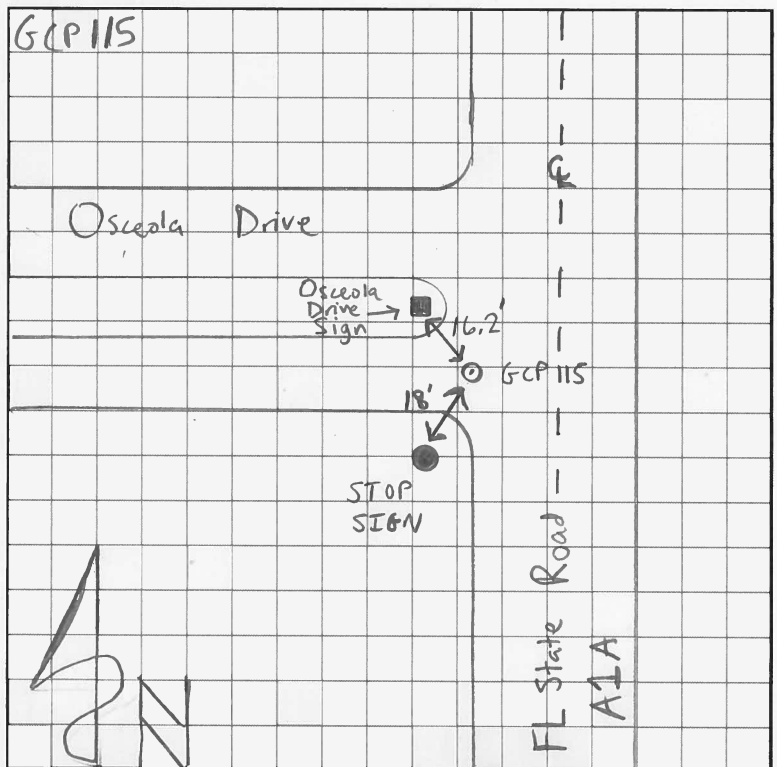 GCP 115
Osceola Drive
Osceola
Drive
Sign
16.2'
GCP 115
18'
STOP
SIGN
FL State Road
A1A
N